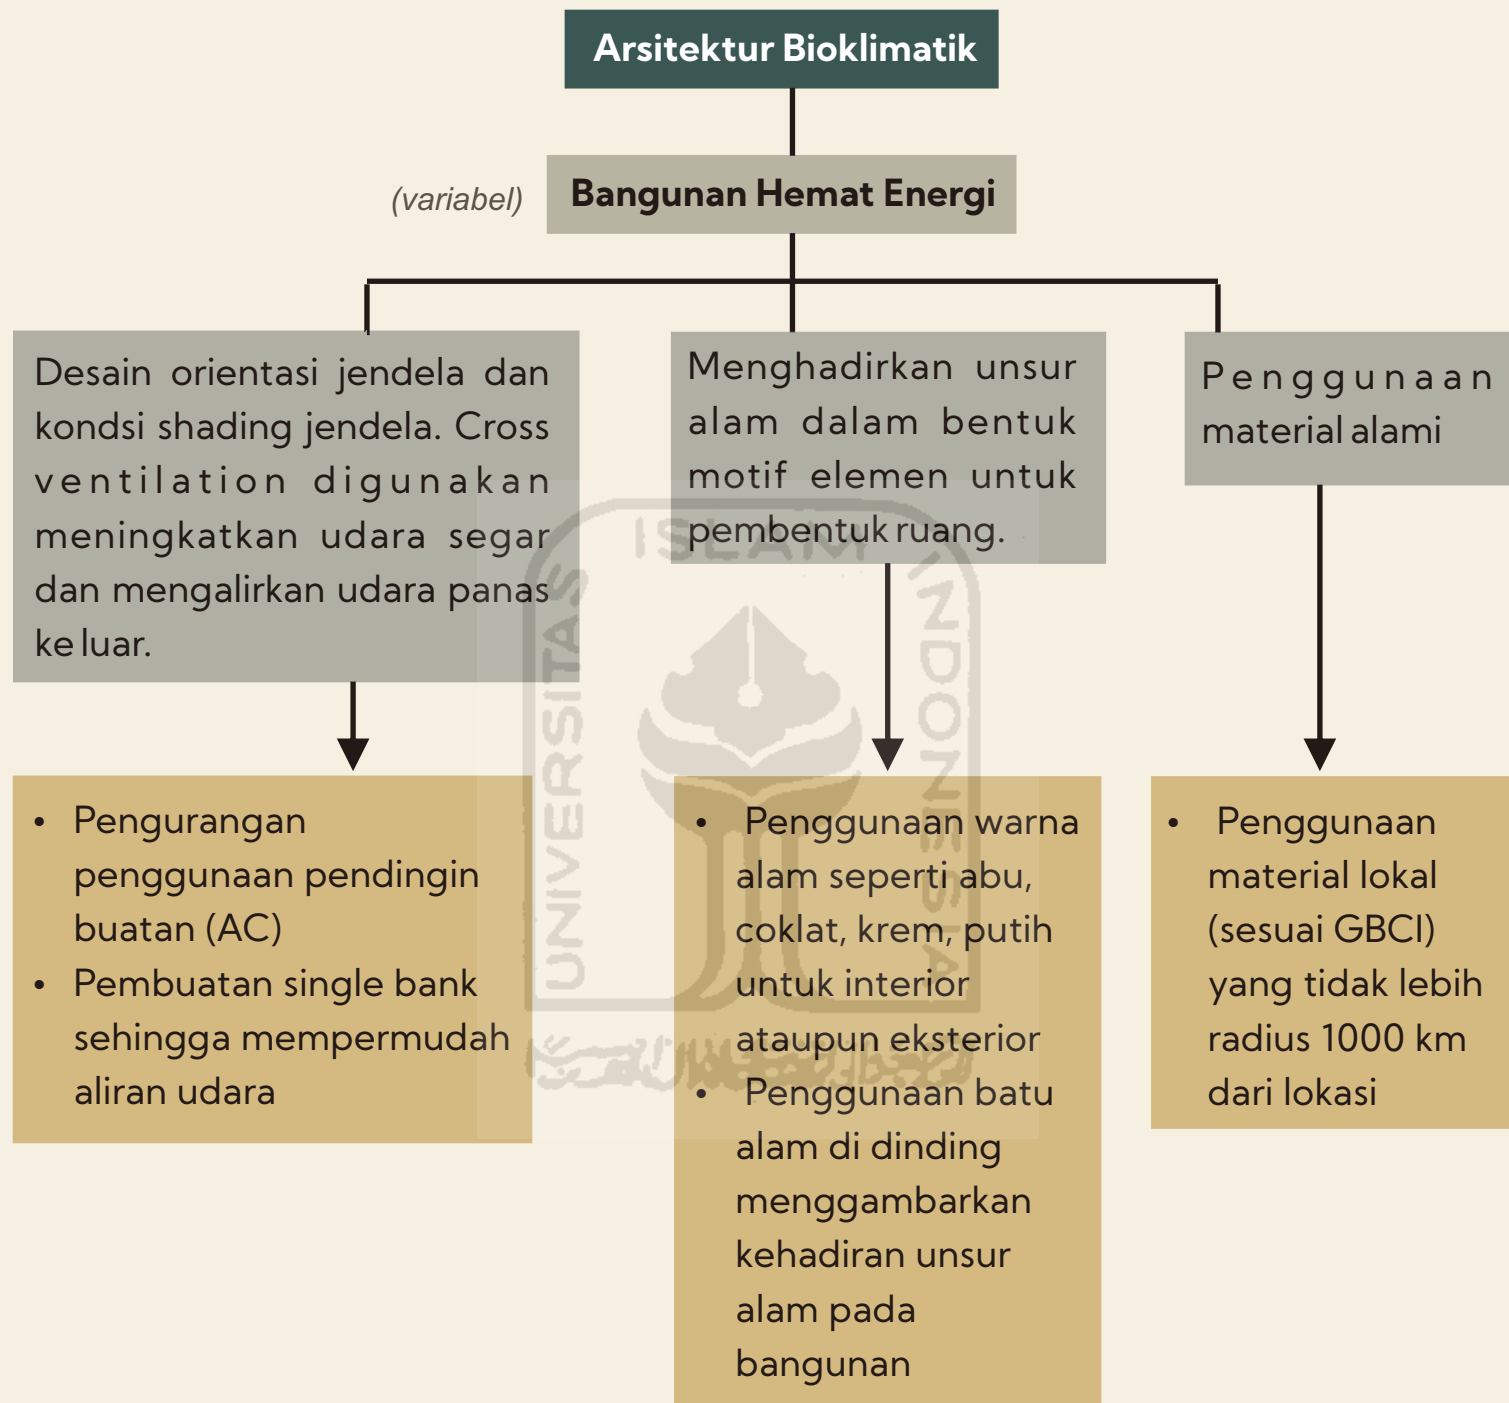 Arsitektur Bioklimatik
(variabel)
Bangunan Hemat Energi
Desain orientasi jendela dan
kondsi shading jendela. Cross
ventilation digunakan
meningkatkan udara segar
dan mengalirkan udara panas
ke luar.
Menghadirkan unsur
alam dalam bentuk
motif elemen untuk
pembentuk ruang.
Penggunaan
material alami
• Pengurangan
penggunaan pendingin
buatan (AC)
• Pembuatan single bank
sehingga mempermudah
aliran udara
• Penggunaan warna
alam seperti abu,
coklat, krem, putih
untuk interior
ataupun eksterior
• Penggunaan batu
alam di dinding
menggambarkan
kehadiran unsur
alam pada
bangunan
• Penggunaan
material lokal
(sesuai GBCI)
yang tidak lebih
radius 1000 km
dari lokasi
UNIVERSITAS
ISLAM
INDONESIA